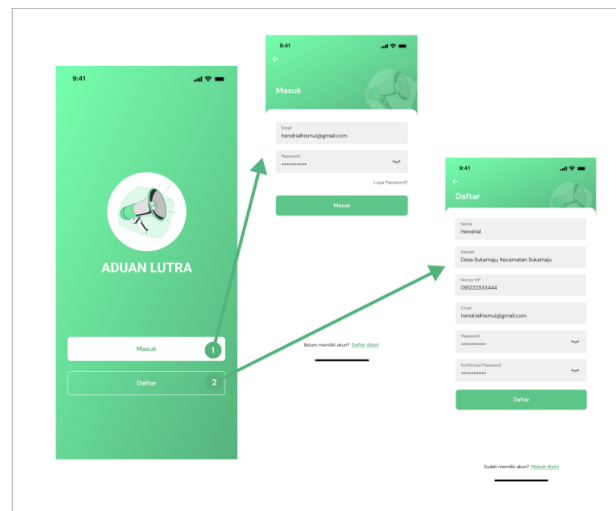 9:41
ADUAN LUTRA
Masuk
1
Daftar
2
9:41
Masuk
Email
hendrialhismul@gmail.com
Password
Lupa Password?
Masuk
Belum memiliki akun? Daftar disini
9:41
Daftar
Nama
Hendrial
Alamat
Desa Sukamaju, Kecamatan Sukamaju
Nomor HP
081222333444
Email
hendrialhismul@gmail.com
Password
Konfirmasi Password
Daftar
Sudah memiliki akun? Masuk disini